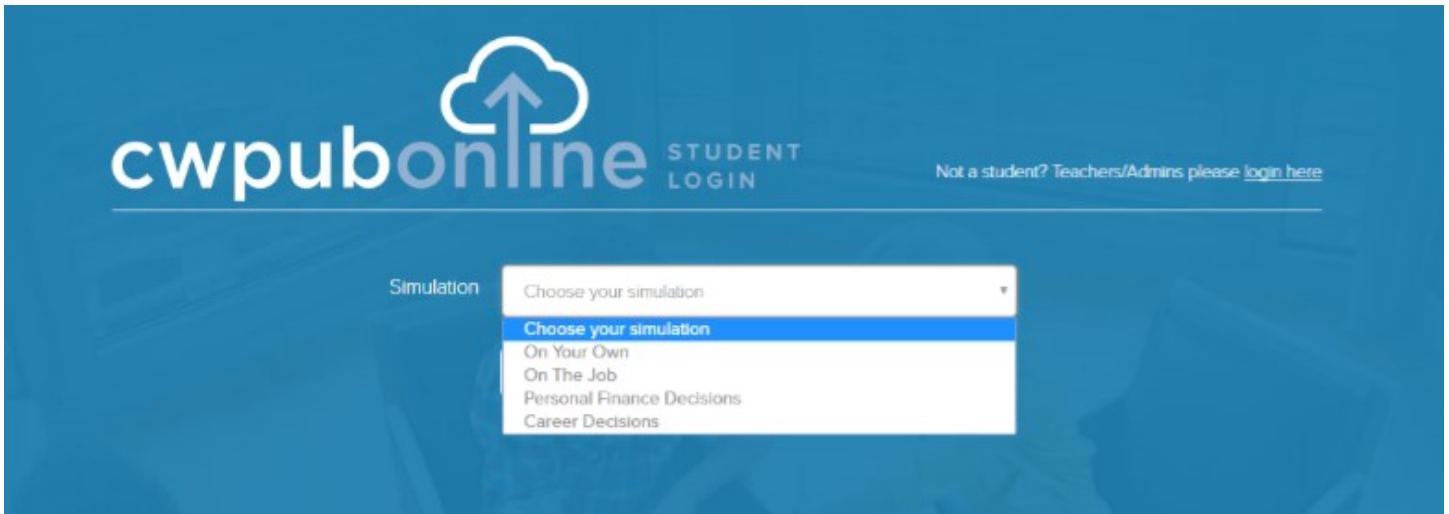 cwpubonline STUDENT LOGIN
Not a student? Teachers/Admins please login here
Simulation
Choose your simulation
Choose your simulation
On Your Own
On The Job
Personal Finance Decisions
Career Decisions